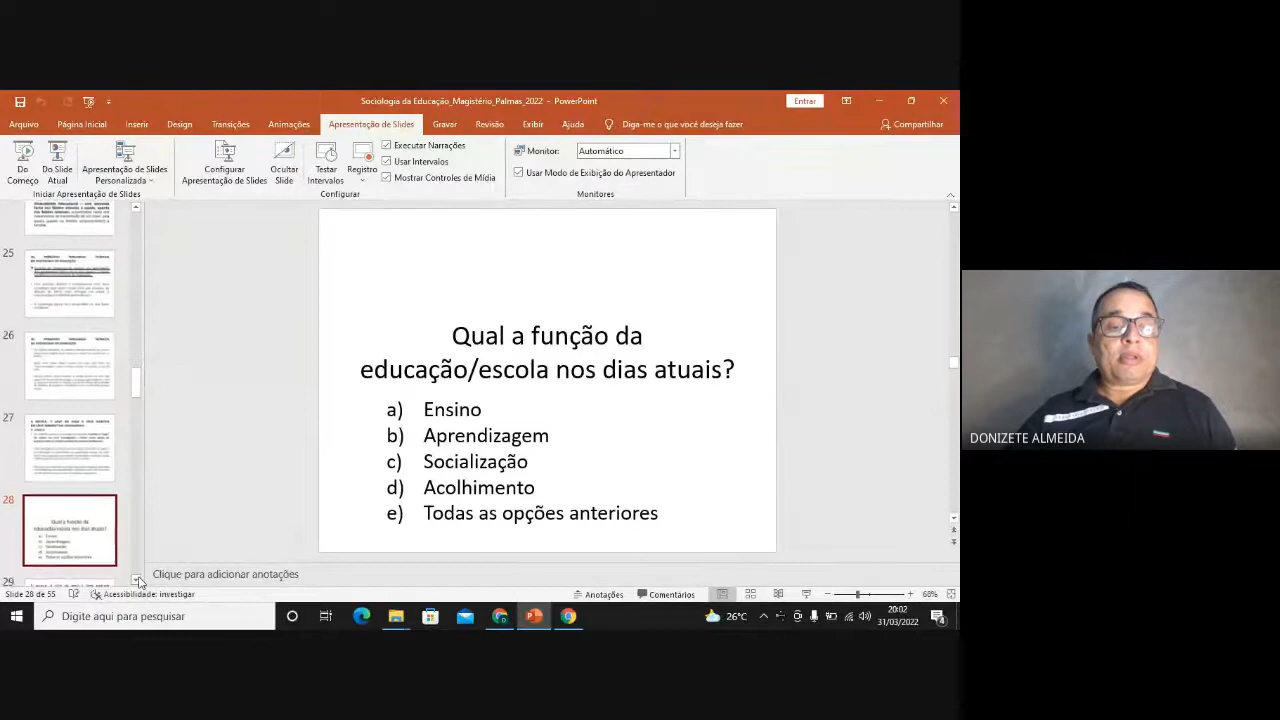 Sociologia da Educação_Magistério_Palmas_2022 - PowerPoint
Entrar
Arquivo
Página Inicial
Inserir
Design
Transições
Animações
Apresentação de Slides
Gravar
Revisão
Exibir
Ajuda
Diga-me o que você deseja fazer
Compartilhar
Do Começo
Do Slide Atual
Apresentação de Slides Personalizada
Iniciar Apresentação de Slides
Configurar Apresentação de Slides
Ocultar Slide
Testar Intervalos
Registro
Executar Narrações
Usar Intervalos
Mostrar Controles de Mídia
Configurar
Monitor:
Automático
Usar Modo de Exibição do Apresentador
Monitores
25
26
27
28
29
Qual a função da
educação/escola nos dias atuais?
a) Ensino
b) Aprendizagem
c) Socialização
d) Acolhimento
e) Todas as opções anteriores
Clique para adicionar anotações
Slide 28 de 55
Acessibilidade: investigar
Anotações
Comentários
68%
Digite aqui para pesquisar
26°C
20:02
31/03/2022
4
DONIZETE ALMEIDA